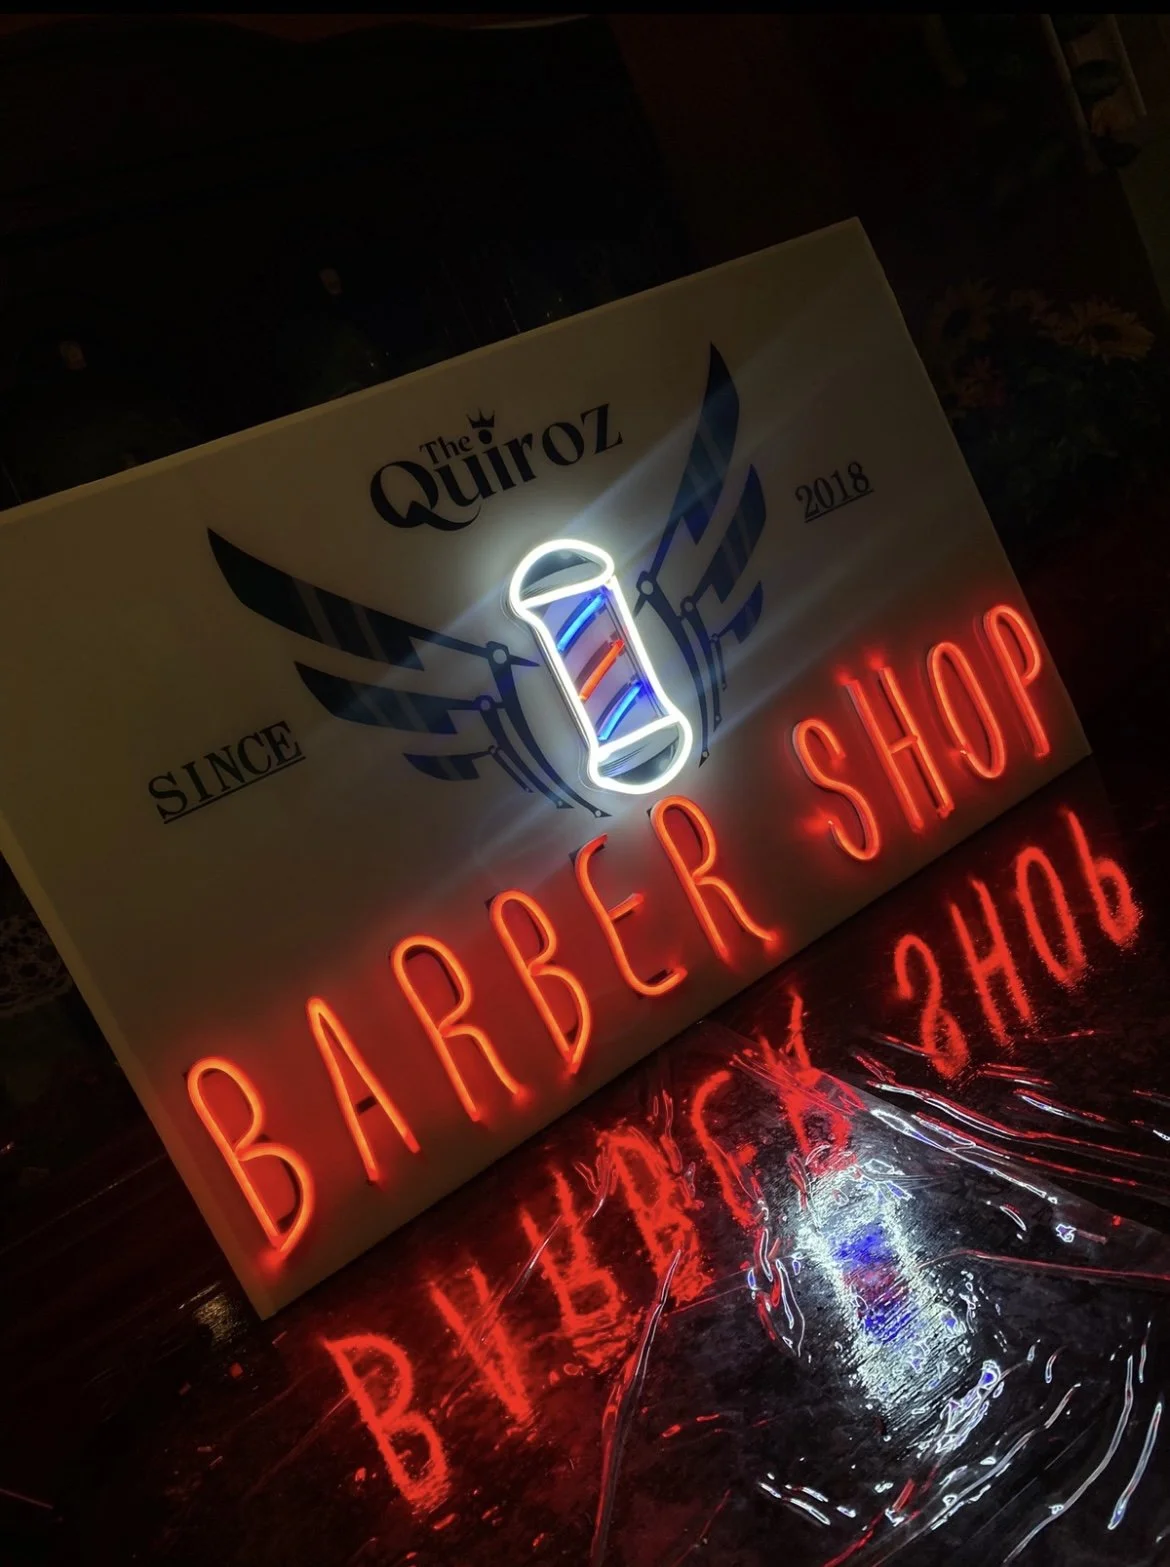 The
Quiroz
SINCE 2018
BARBER SHOP